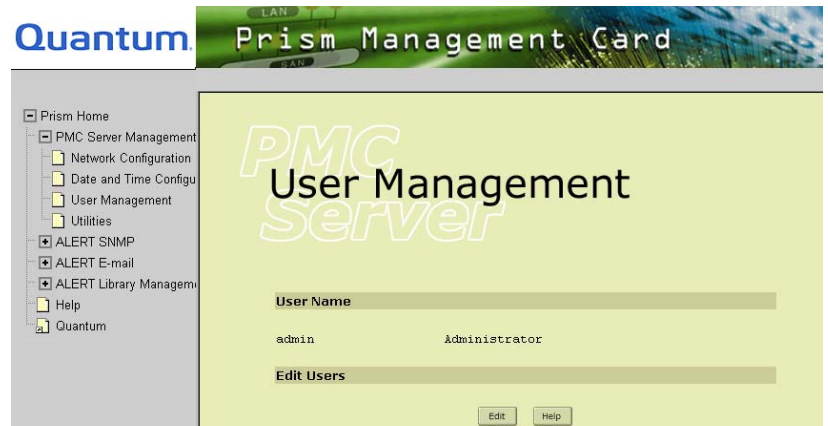 Quantum.
LAN
Prism Management Card
SAN
Prism Home
PMC Server Management
Network Configuration
Date and Time Configu
User Management
Utilities
ALERT SNMP
ALERT E-mail
ALERT Library Managem
Help
Quantum
PMC
Server
User Management
User Name
admin Administrator
Edit Users
Edit Help